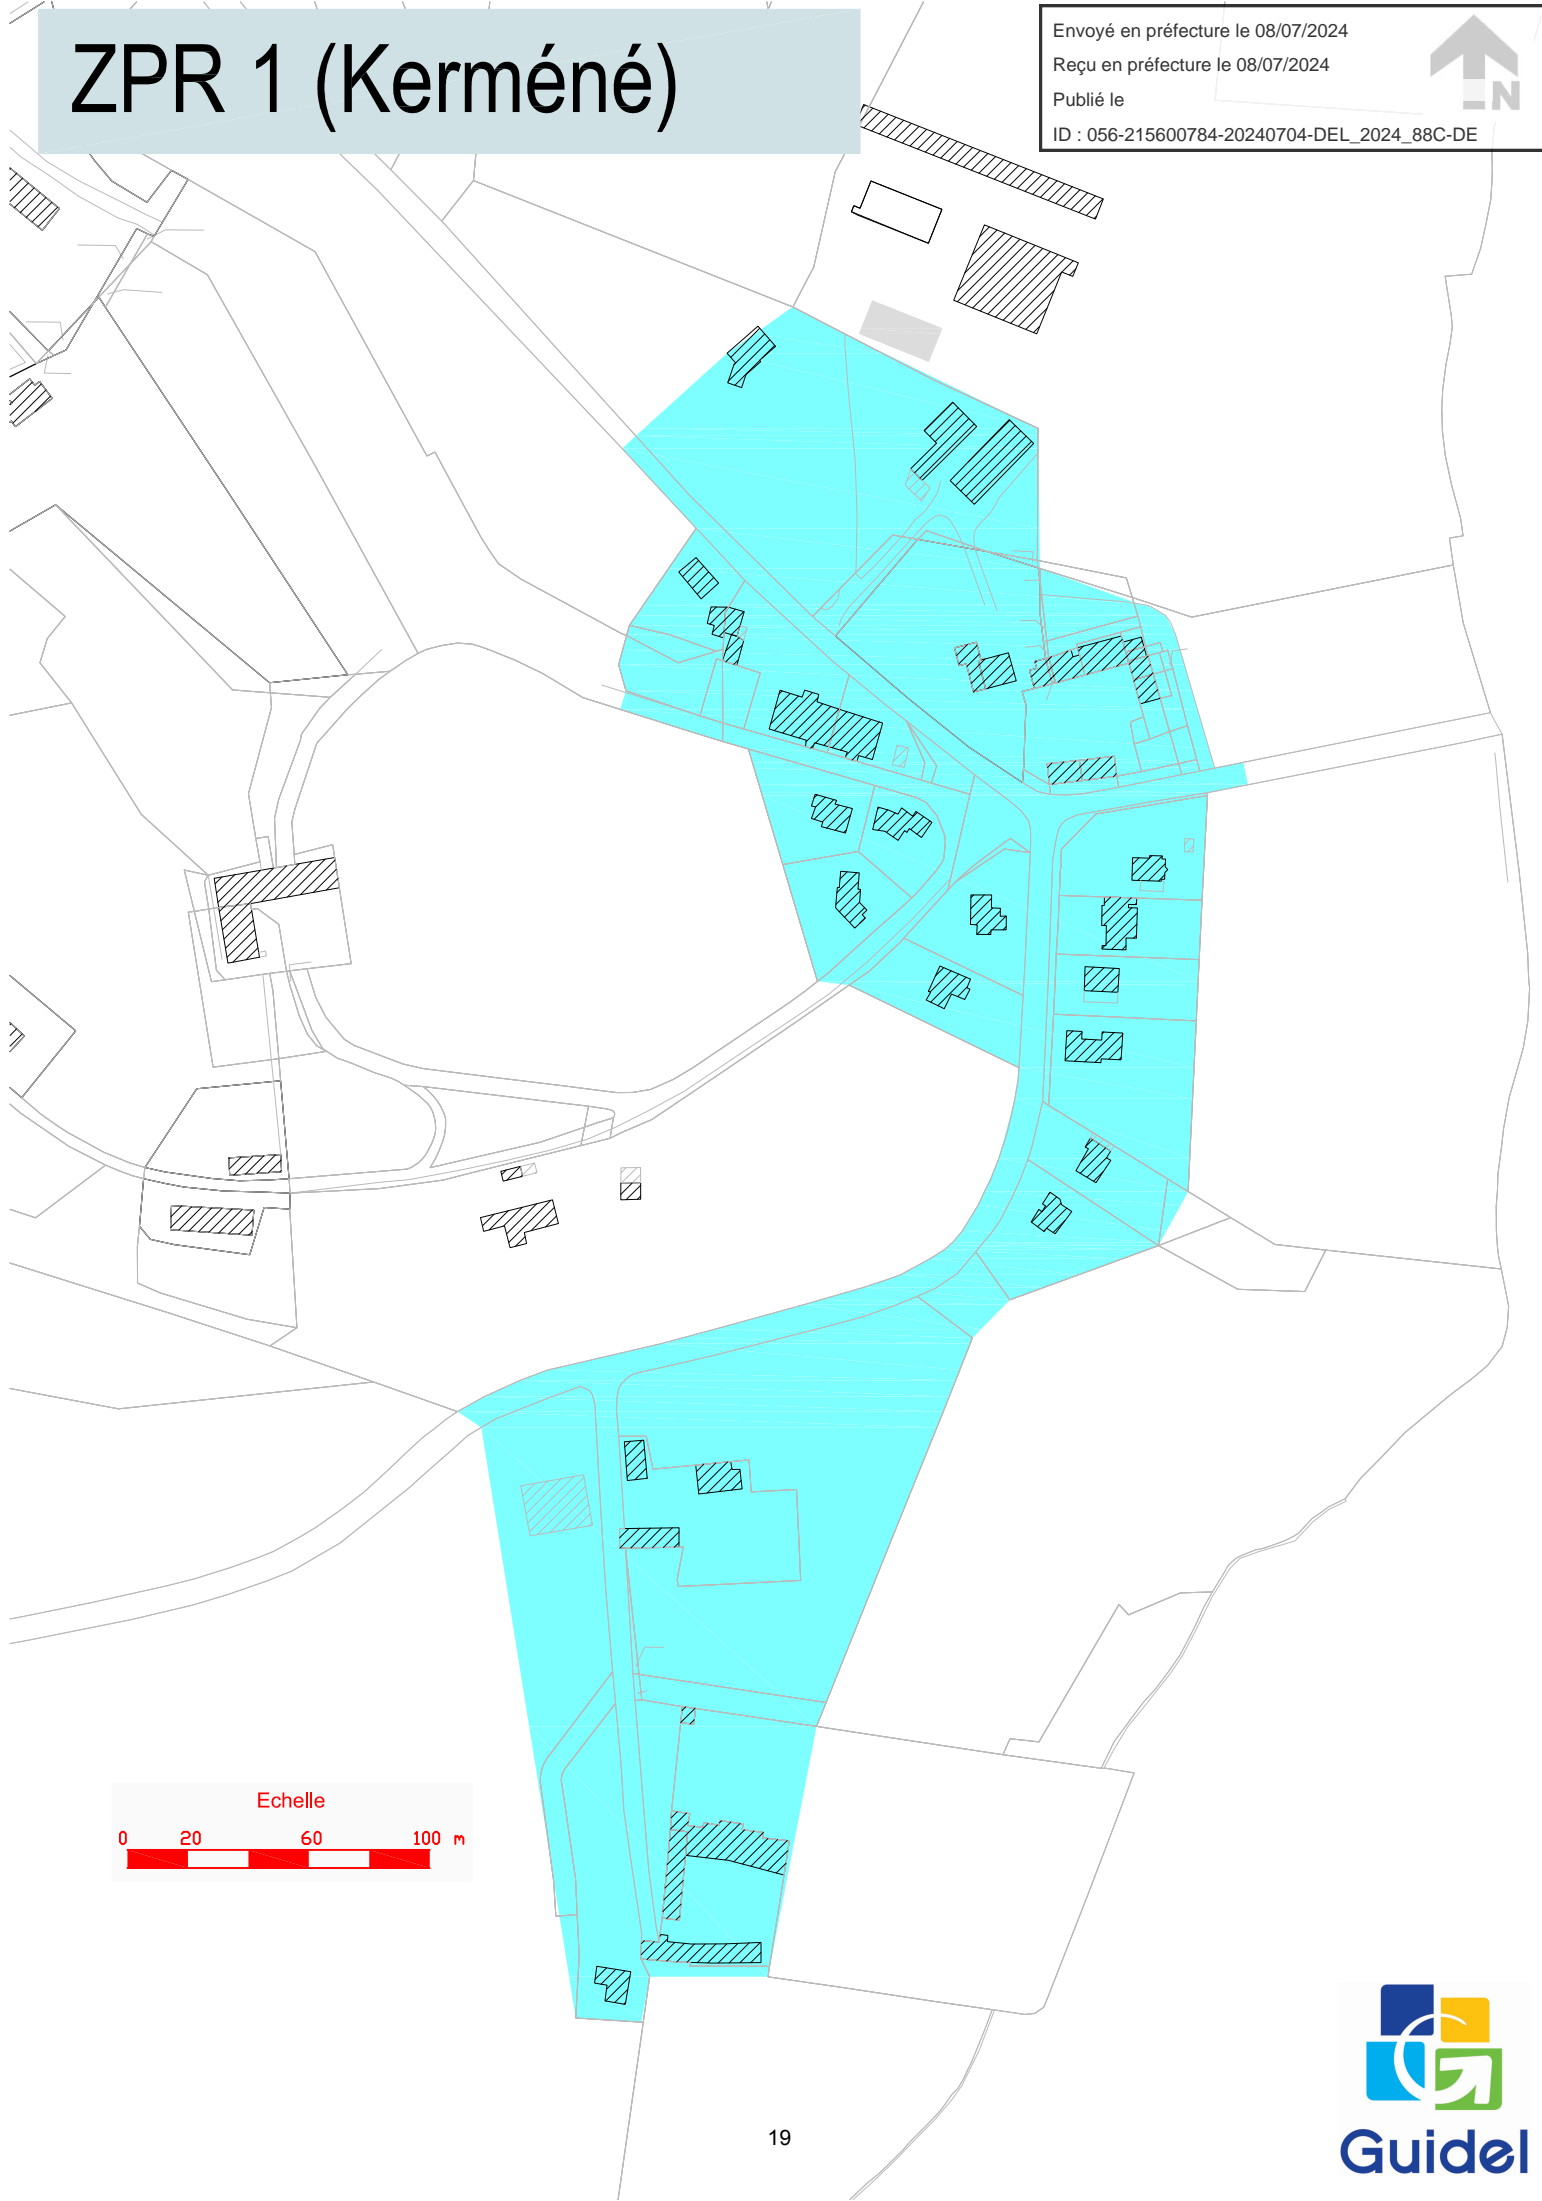 ZPR 1 (Kerméné)
Envoyé en préfecture le 08/07/2024
Reçu en préfecture le 08/07/2024
Publié le
ID : 056-215600784-20240704-DEL_2024_88C-DE
N
Echelle
0 20 60 100 m
19
Guidel